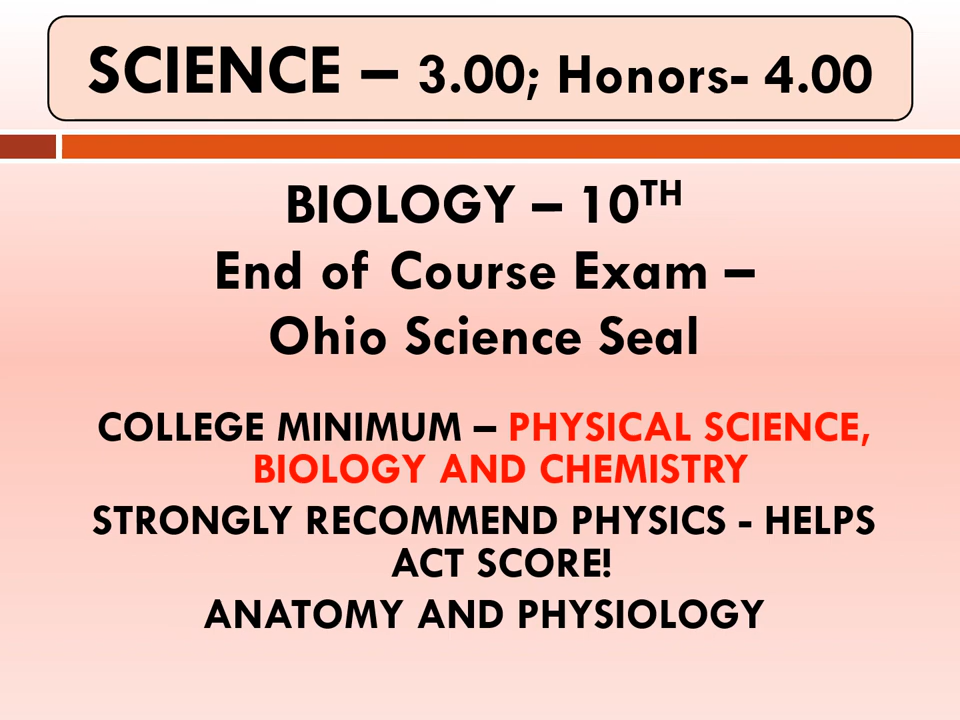 SCIENCE – 3.00; Honors- 4.00
BIOLOGY – 10TH
End of Course Exam –
Ohio Science Seal
COLLEGE MINIMUM – PHYSICAL SCIENCE,
BIOLOGY AND CHEMISTRY
STRONGLY RECOMMEND PHYSICS - HELPS
ACT SCORE!
ANATOMY AND PHYSIOLOGY